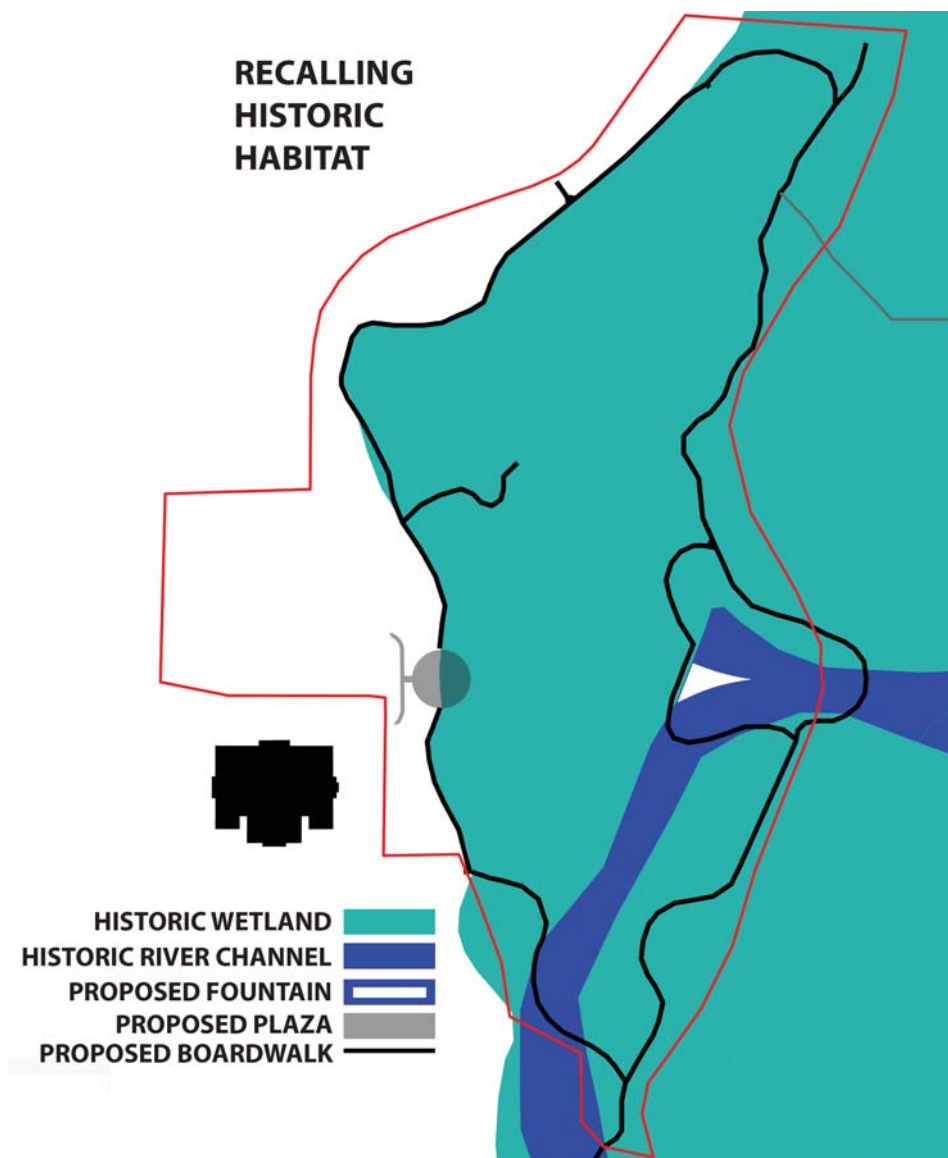 RECALLING
HISTORIC
HABITAT
HISTORIC WETLAND
HISTORIC RIVER CHANNEL
PROPOSED FOUNTAIN
PROPOSED PLAZA
PROPOSED BOARDWALK